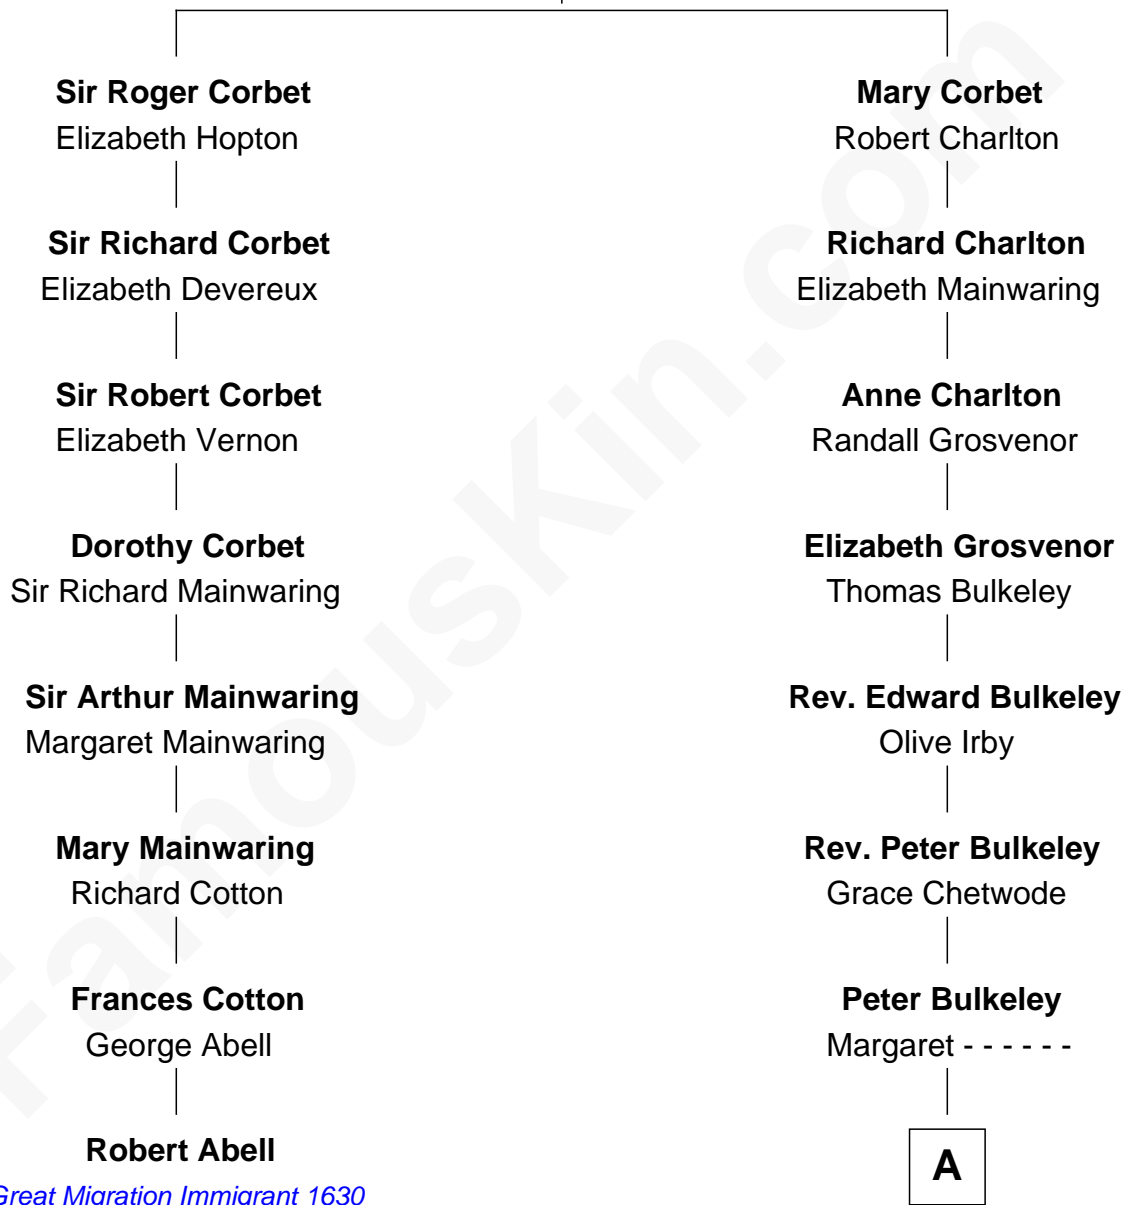 Sir Roger Corbet
Elizabeth Hopton
Sir Richard Corbet
Elizabeth Devereux
Sir Robert Corbet
Elizabeth Vernon
Dorothy Corbet
Sir Richard Mainwaring
Sir Arthur Mainwaring
Margaret Mainwaring
Mary Mainwaring
Richard Cotton
Frances Cotton
George Abell
Robert Abell
Great Migration Immigrant 1630
Mary Corbet
Robert Charlton
Richard Charlton
Elizabeth Mainwaring
Anne Charlton
Randall Grosvenor
Elizabeth Grosvenor
Thomas Bulkeley
Rev. Edward Bulkeley
Olive Irby
Rev. Peter Bulkeley
Grace Chetwode
Peter Bulkeley
Margaret - - - - - -
A
FamousKin.com